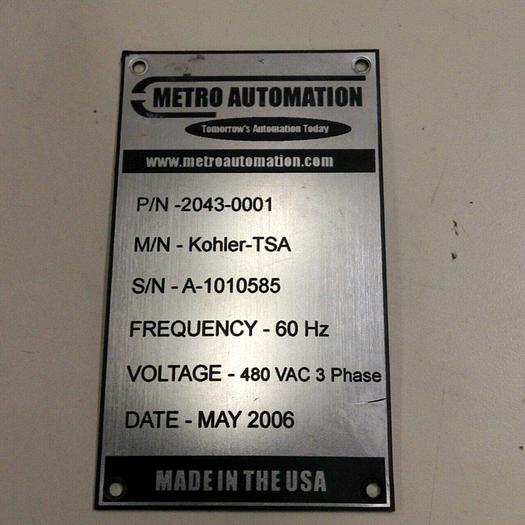 METRO AUTOMATION
Tomorrow's Automation Today
www.metroautomation.com
P/N -2043-0001
M/N - Kohler-TSA
S/N - A-1010585
FREQUENCY - 60 Hz
VOLTAGE - 480 VAC 3 Phase
DATE - MAY 2006
MADE IN THE USA